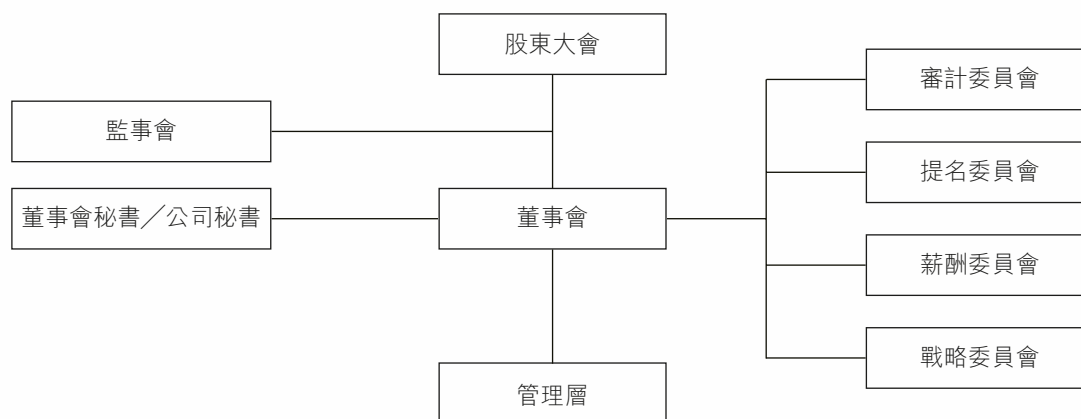 股東大會
審計委員會
監事會
提名委員會
董事會秘書／公司秘書
董事會
薪酬委員會
戰略委員會
管理層